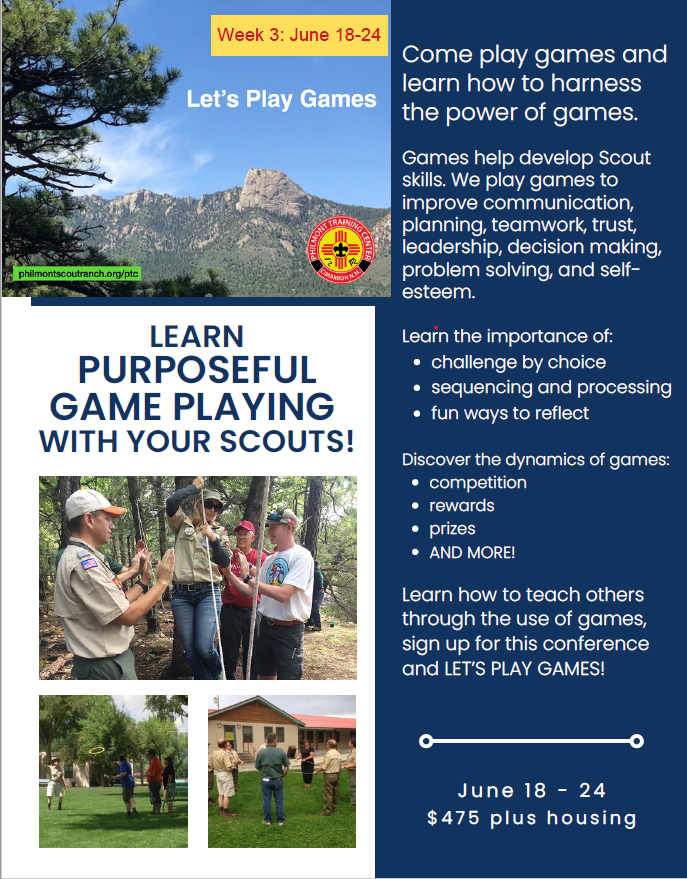 Week 3: June 18-24
Let's Play Games
PHILMONT TRAINING CENTER
CIMARRON N.M.
philmontscoutranch.org/ptc
LEARN
PURPOSEFUL
GAME PLAYING
WITH YOUR SCOUTS!
Come play games and
learn how to harness
the power of games.
Games help develop Scout
skills. We play games to
improve communication,
planning, teamwork, trust,
leadership, decision making,
problem solving, and self-
esteem.
Learn the importance of:
• challenge by choice
• sequencing and processing
• fun ways to reflect
Discover the dynamics of games:
• competition
• rewards
• prizes
• AND MORE!
Learn how to teach others
through the use of games,
sign up for this conference
and LET'S PLAY GAMES!
June 18 - 24
$475 plus housing